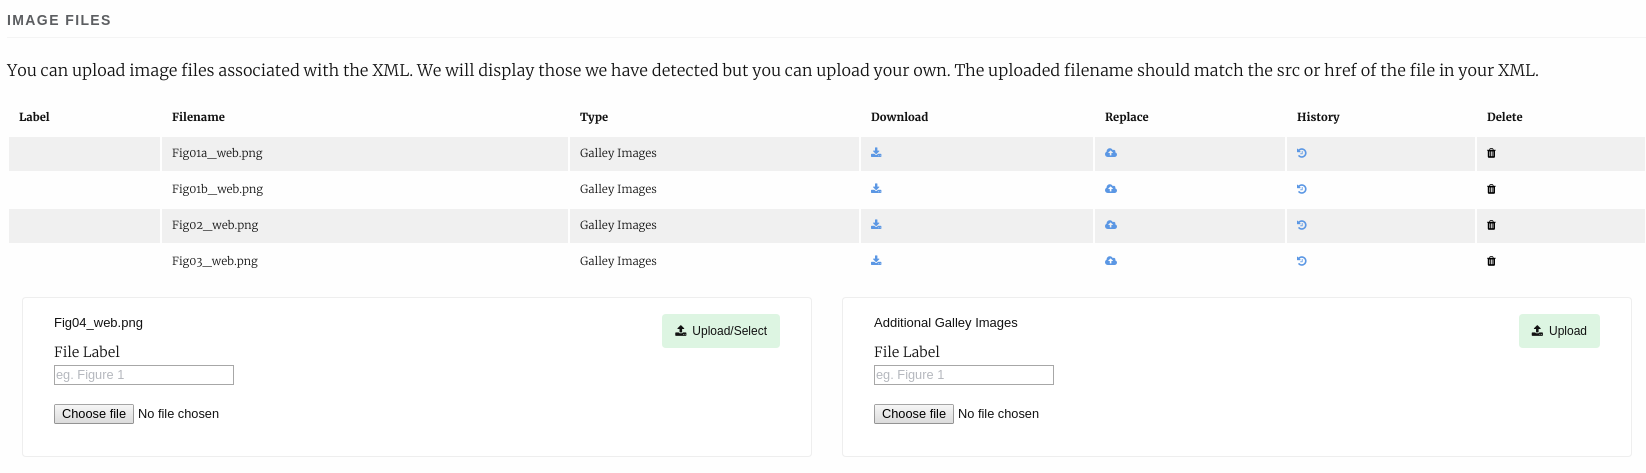 IMAGE FILES
You can upload image files associated with the XML. We will display those we have detected but you can upload your own. The uploaded filename should match the src or href of the file in your XML.
Label Filename Type Download Replace History Delete
Fig01a_web.png Galley Images
Fig01b_web.png Galley Images
Fig02_web.png Galley Images
Fig03_web.png Galley Images
Fig04_web.png Upload/Select
File Label
eg. Figure 1
Choose file No file chosen
Additional Galley Images Upload
File Label
eg. Figure 1
Choose file No file chosen